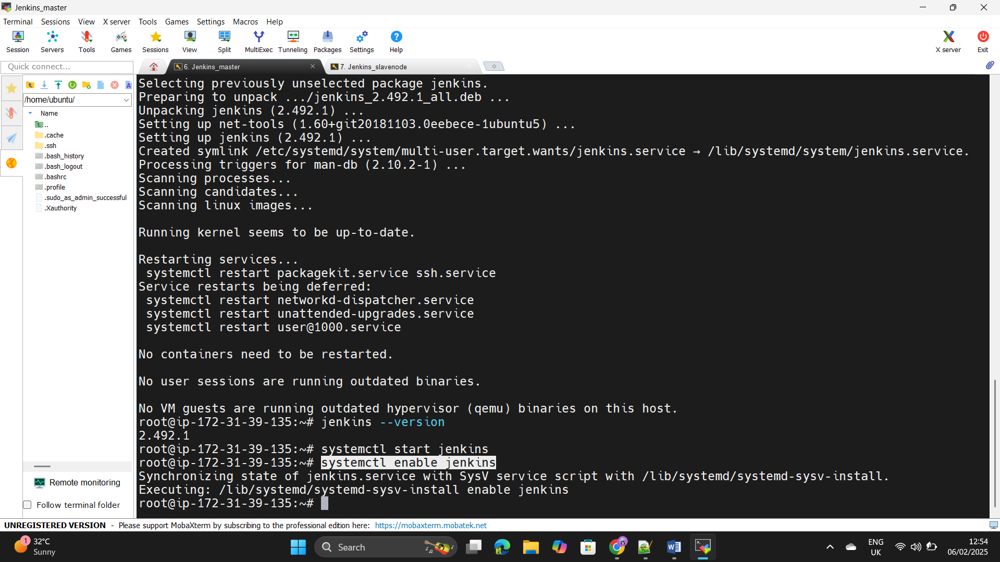 Jenkins_master
Terminal Sessions View X server Tools Games Settings Macros Help
Session Servers Tools Games Sessions View Split MultiExec Tunneling Packages Settings Help X server Exit
Quick connect...
6. Jenkins_master
7. Jenkins_slavenode
/home/ubuntu/
Name
..
.cache
.ssh
.bash_history
.bash_logout
.bashrc
.profile
.sudo_as_admin_successful
.Xauthority
Remote monitoring
Follow terminal folder
Selecting previously unselected package jenkins.
Preparing to unpack .../jenkins_2.492.1_all.deb ...
Unpacking jenkins (2.492.1) ...
Setting up net-tools (1.60+git20181103.0eebece-1ubuntu5) ...
Setting up jenkins (2.492.1) ...
Created symlink /etc/systemd/system/multi-user.target.wants/jenkins.service → /lib/systemd/system/jenkins.service.
Processing triggers for man-db (2.10.2-1) ...
Scanning processes...
Scanning candidates...
Scanning linux images...
Running kernel seems to be up-to-date.
Restarting services...
systemctl restart packagekit.service ssh.service
Service restarts being deferred:
systemctl restart networkd-dispatcher.service
systemctl restart unattended-upgrades.service
systemctl restart user@1000.service
No containers need to be restarted.
No user sessions are running outdated binaries.
No VM guests are running outdated hypervisor (qemu) binaries on this host.
root@ip-172-31-39-135:~# jenkins --version
2.492.1
root@ip-172-31-39-135:~# systemctl start jenkins
root@ip-172-31-39-135:~# systemctl enable jenkins
Synchronizing state of jenkins.service with SysV service script with /lib/systemd/systemd-sysv-install.
Executing: /lib/systemd/systemd-sysv-install enable jenkins
root@ip-172-31-39-135:~#
UNREGISTERED VERSION - Please support MobaXterm by subscribing to the professional edition here: https://mobaxterm.mobatek.net
1
32°C
Sunny
Search
ENG
UK
12:54
06/02/2025